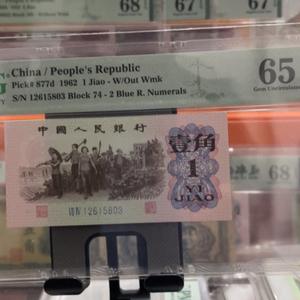 68
67
China / People's Republic
Pick# 877d 1962 1 Jiao - W/Out Wmk
S/N 12615803 Block 74 - 2 Blue R. Numerals
65
Gem Uncirculated
中國人民銀行
壹角
1
YI
JIAO
12615803
68